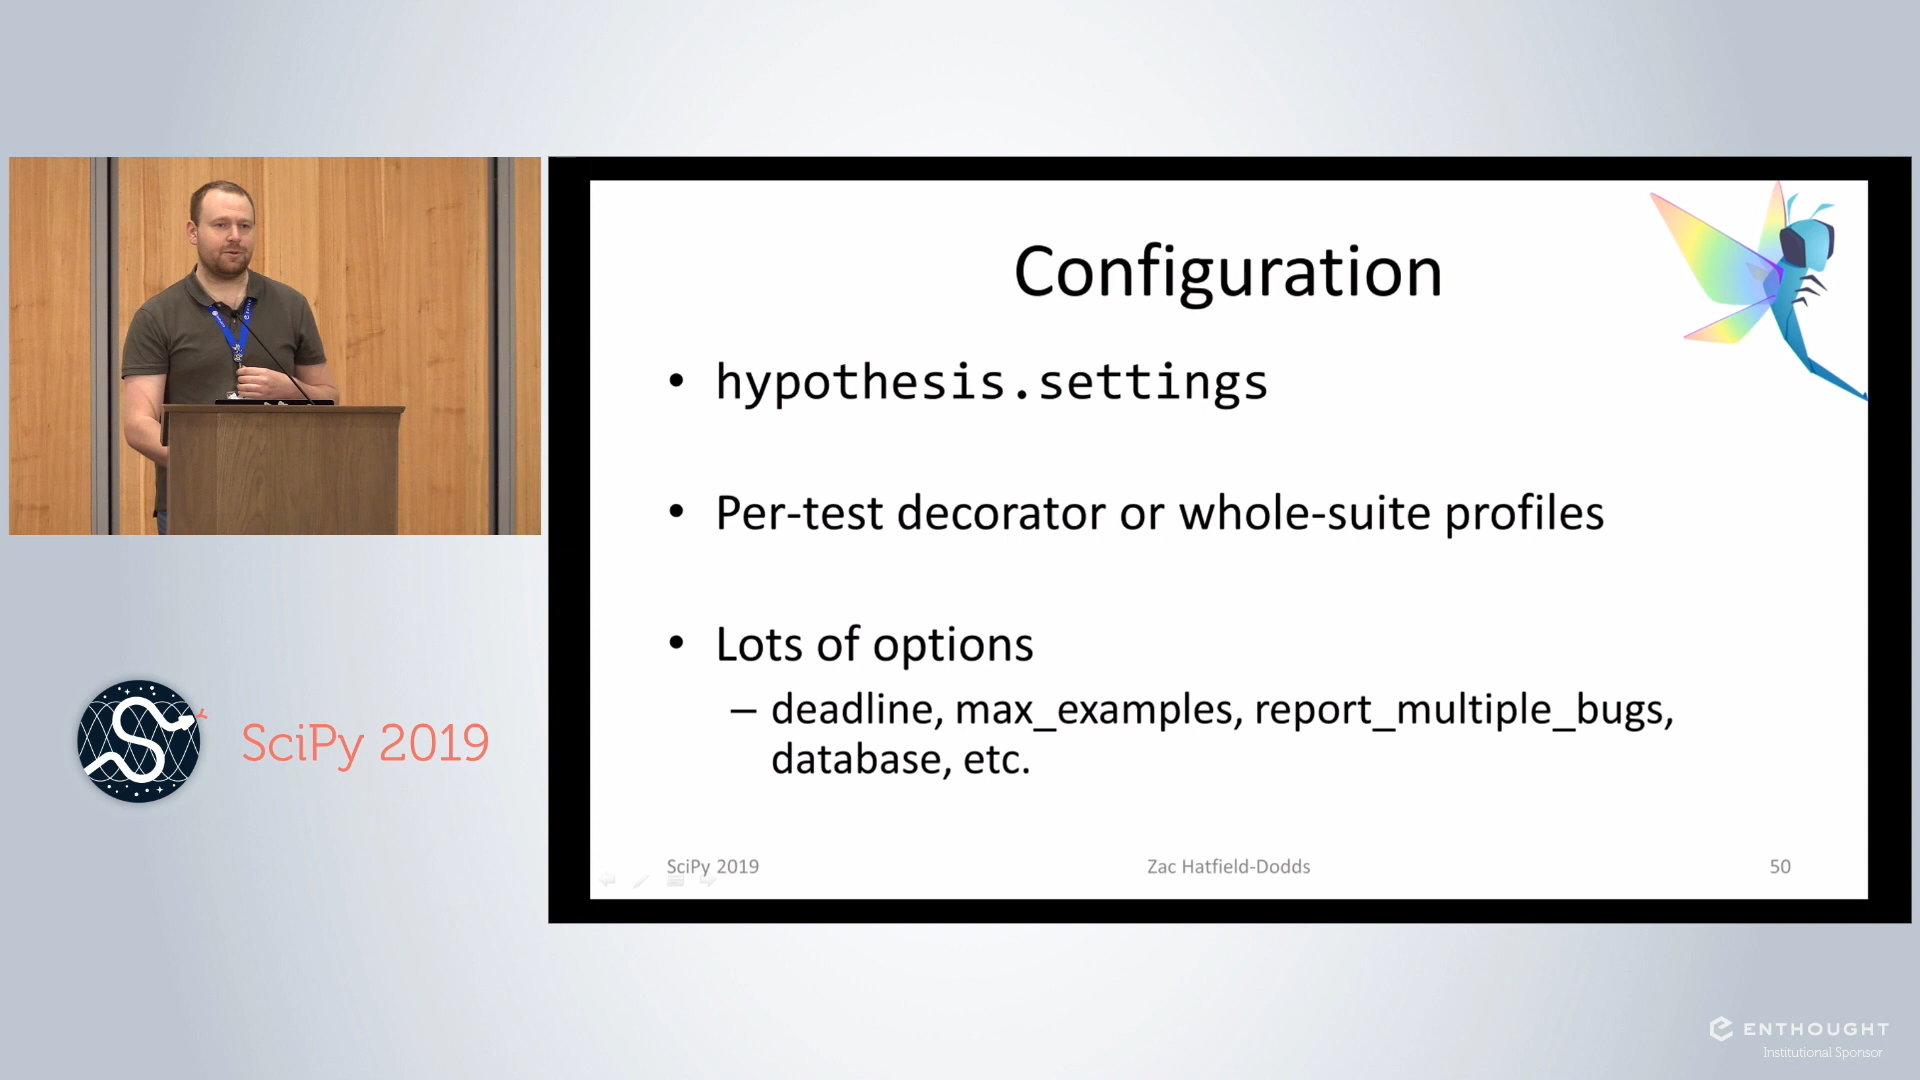 Configuration
• hypothesis.settings
• Per-test decorator or whole-suite profiles
• Lots of options
– deadline, max_examples, report_multiple_bugs,
database, etc.
SciPy 2019
Zac Hatfield-Dodds
50
SciPy 2019
ENTHOUGHT
Institutional Sponsor